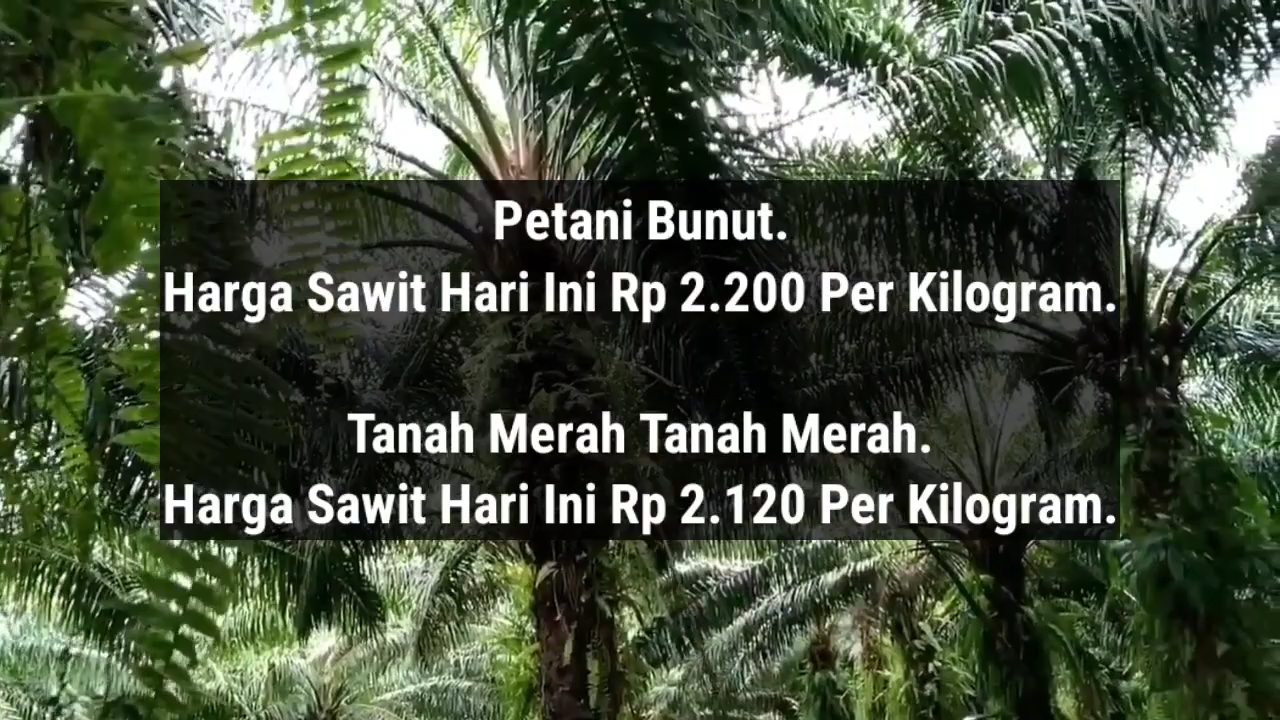 Petani Bunut.
Harga Sawit Hari Ini Rp 2.200 Per Kilogram.
Tanah Merah Tanah Merah.
Harga Sawit Hari Ini Rp 2.120 Per Kilogram.